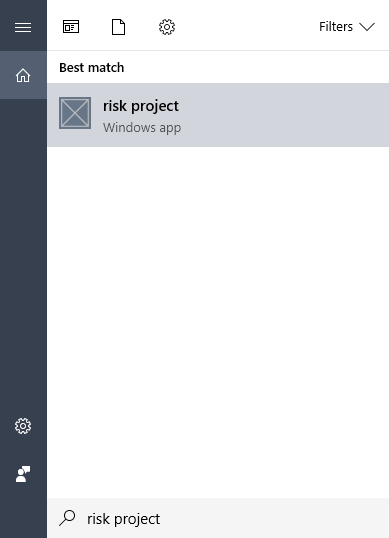 Filters
Best match
risk project
Windows app
risk project